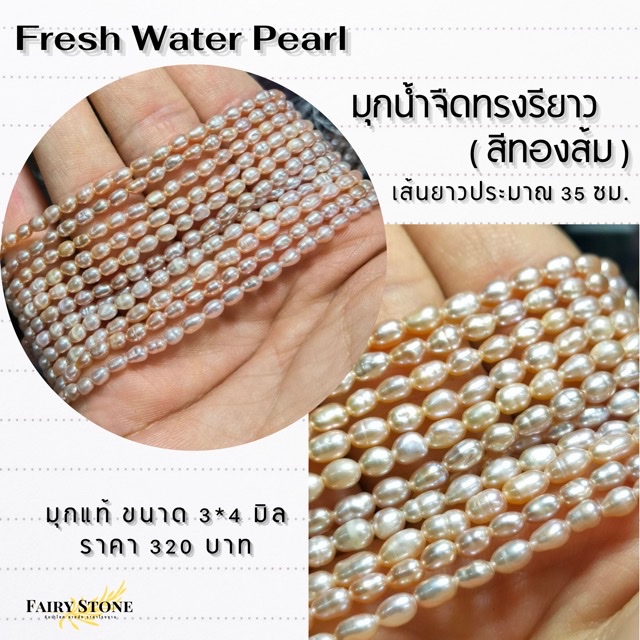 Fresh Water Pearl
มุกน้ำจืดทรงรียาว
( สีทองส้ม )
เส้นยาวประมาณ 35 ซม.
มุกแท้ ขนาด 3*4 มิล
ราคา 320 บาท
FAIRY STONE